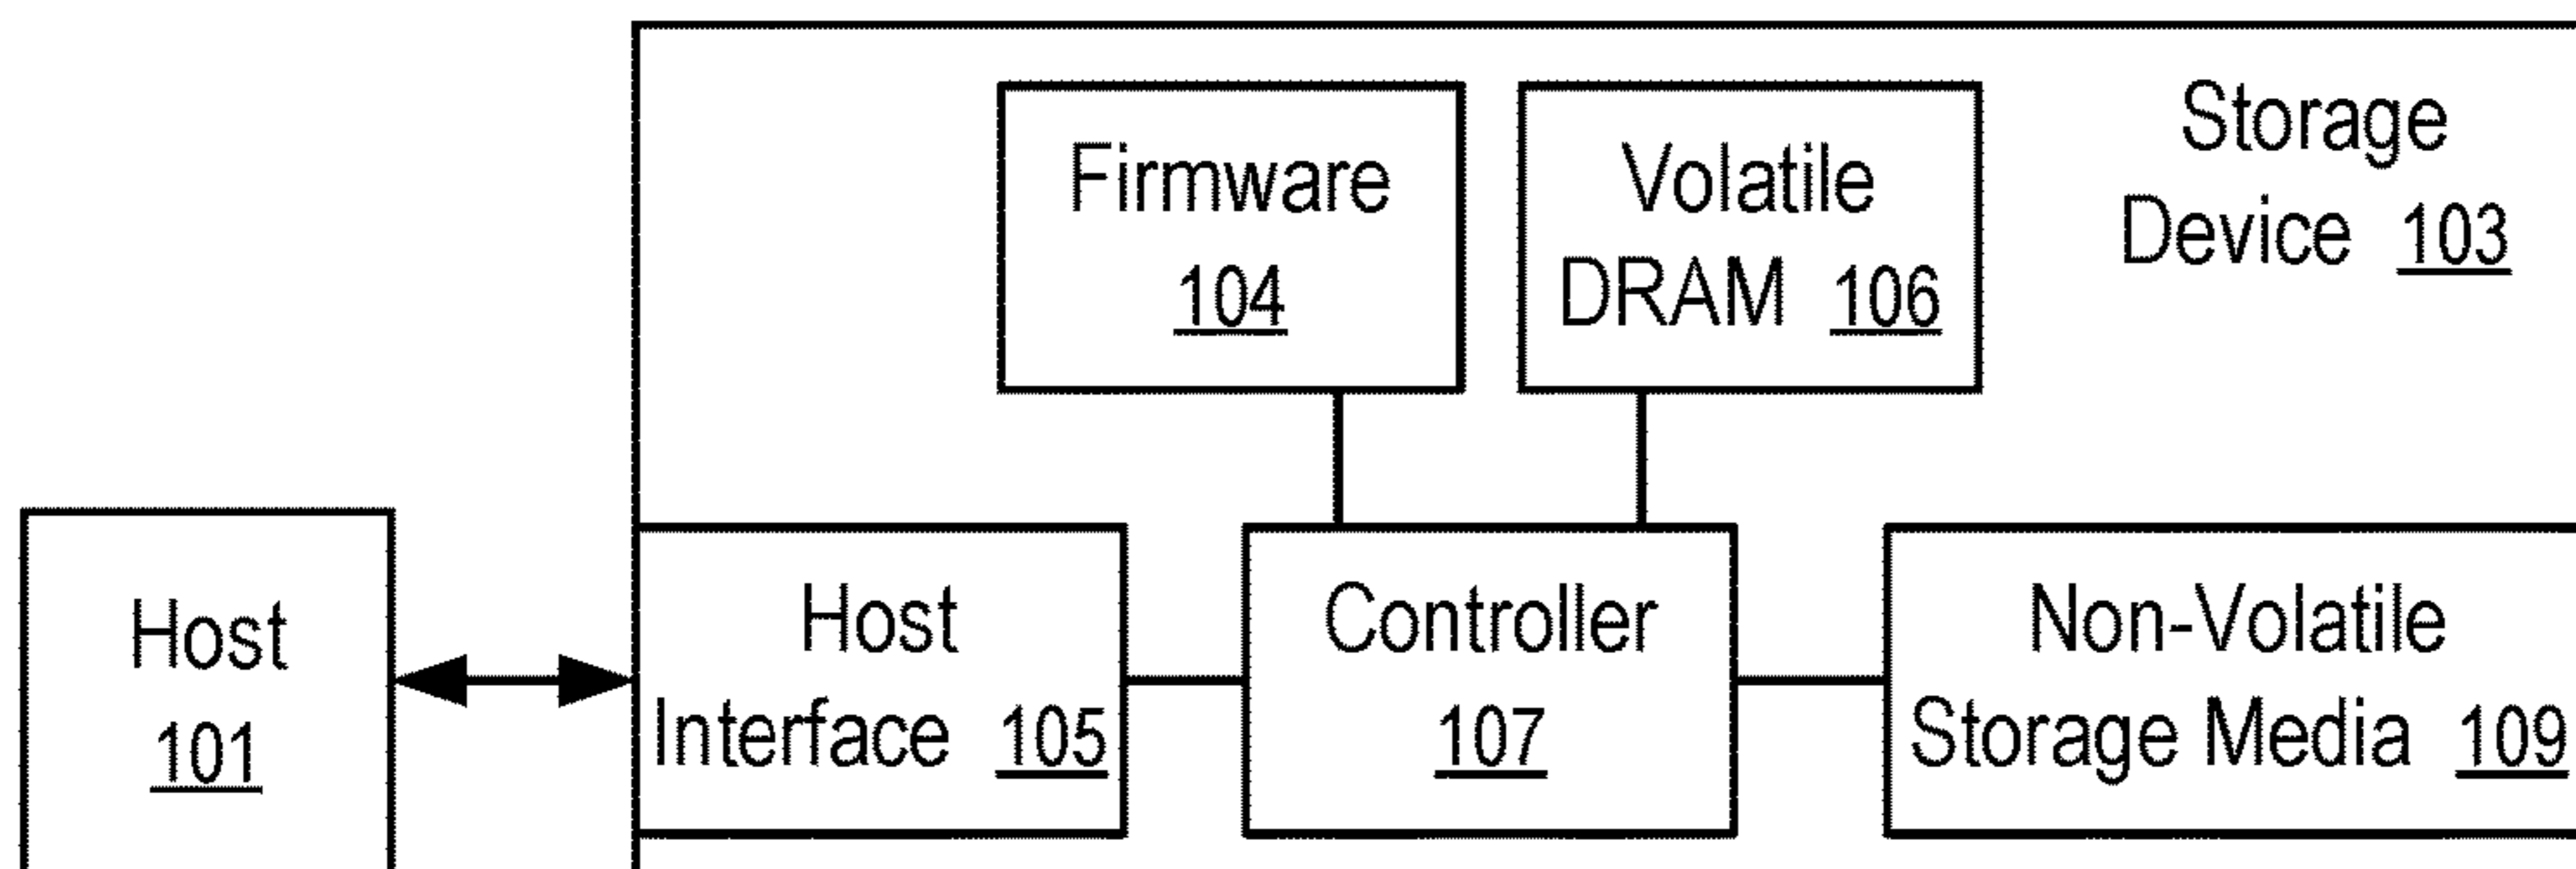 Storage
Device 103
Firmware
104
Volatile
DRAM 106
Host
101
Host
Interface 105
Controller
107
Non-Volatile
Storage Media 109